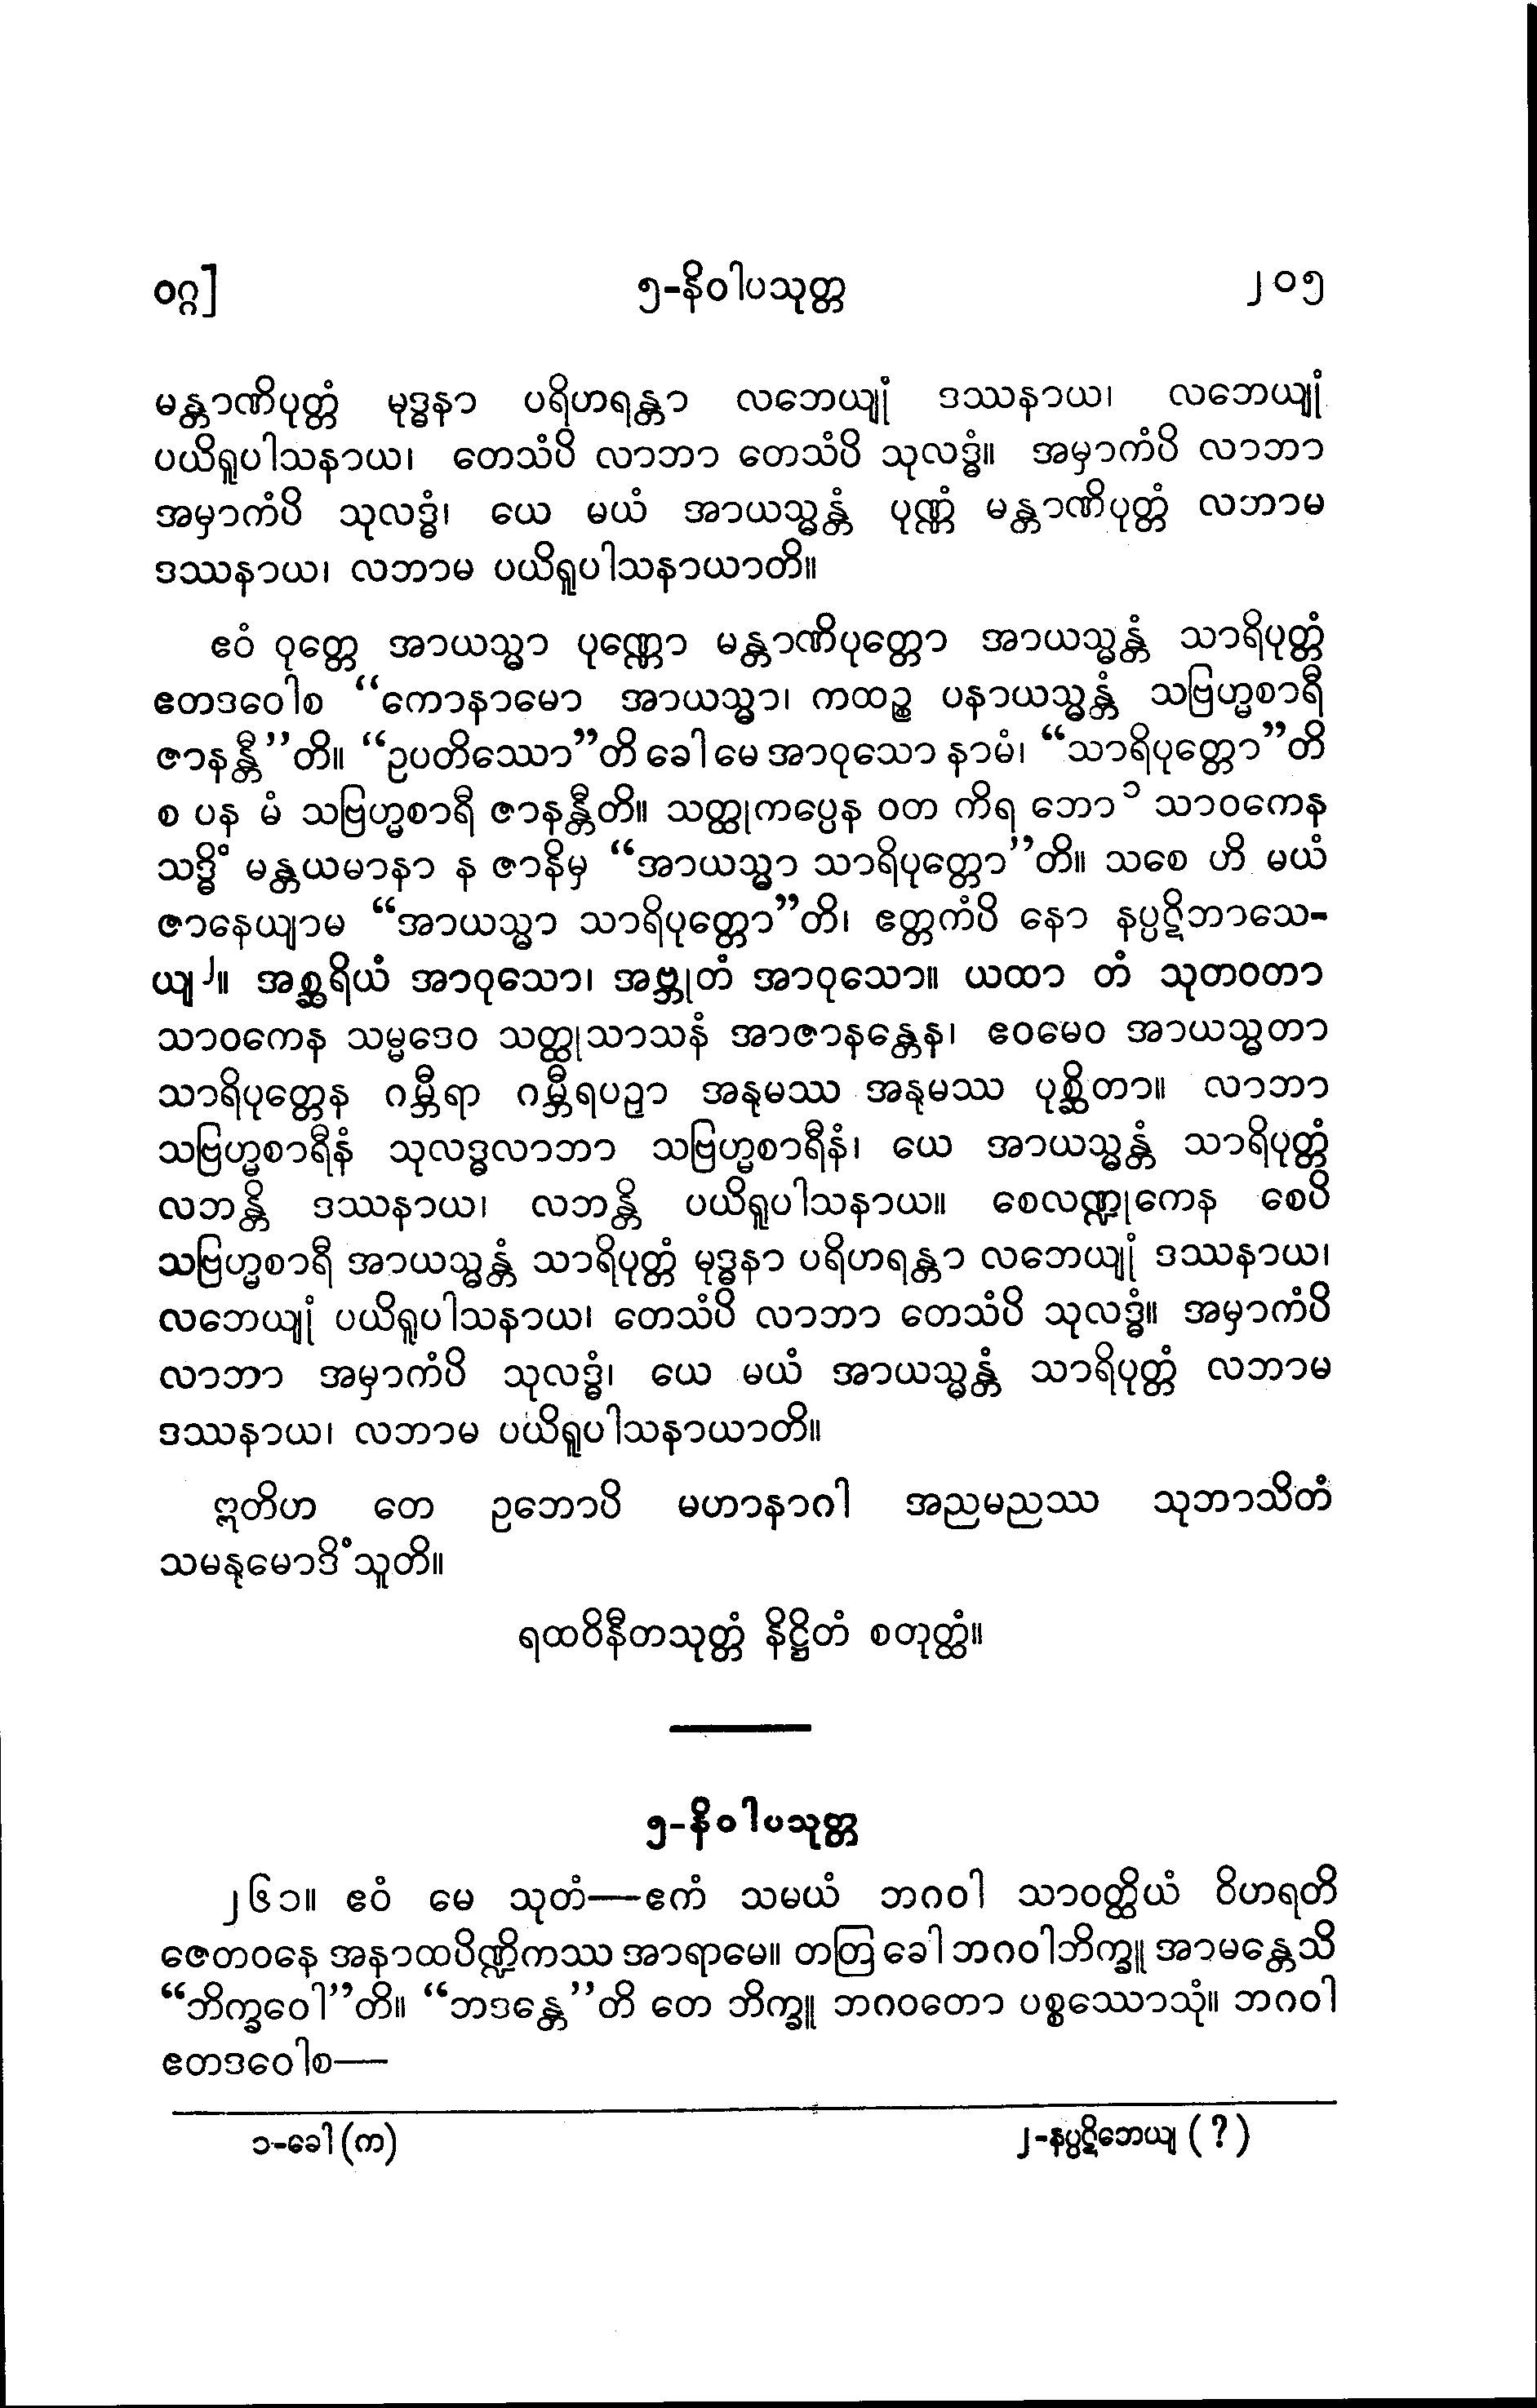 ဝဂ္ဂ]
၅-နိဝါပသုတ္တ
၂၀၅
မန္တာဏိပုတ္တံ မုဒ္ဓနာ ပရိဟရန္တာ လဘေယျုံ ဒဿနာယ၊ လဘေယျုံ
ပယိရူပါသနာယ၊ တေသံပိ လာဘာ တေသံပိ သုလဒ္ဓံ။ အမှာကံပိ လာဘာ
အမှာကံပိ သုလဒ္ဓံ၊ ယေ မယံ အာယသ္မန္တံ ပုဏ္ဏံ မန္တာဏိပုတ္တံ လဘာမ
ဒဿနာယ၊ လဘာမ ပယိရူပါသနာယာတိ။
ဧဝံ ဝုတ္တေ အာယသ္မာ ပုဏ္ဏော မန္တာဏိပုတ္တော အာယသ္မန္တံ သာရိပုတ္တံ
ဧတဒဝေါစ “ကောနာမော အာယသ္မာ၊ ကထဉ္စ ပနာယသ္မန္တံ သဗြဟ္မစာရီ
ဇာနန္တီ”တိ။ “ဥပတိဿော”တိ ခေါ မေ အာဝုသော နာမံ၊ “သာရိပုတ္တော”တိ
စ ပန မံ သဗြဟ္မစာရီ ဇာနန္တီတိ။ သတ္ထုကပ္ပေန ဝတ ကိရ ဘော ၁ သာဝကေန
သဒ္ဓိံ မန္တယမာနာ န ဇာနိမှ “အာယသ္မာ သာရိပုတ္တော”တိ။ သစေ ဟိ မယံ
ဇာနေယျာမ “အာယသ္မာ သာရိပုတ္တော”တိ၊ ဧတ္တကံပိ နော နပ္ပဋိဘာသေ-
ယျ ၂။ အစ္ဆရိယံ အာဝုသော၊ အဗ္ဘုတံ အာဝုသော။ ယထာ တံ သုတဝတာ
သာဝကေန သမ္မဒေဝ သတ္ထုသာသနံ အာဇာနန္တေန၊ ဧဝမေဝ အာယသ္မတာ
သာရိပုတ္တေန ဂမ္ဘီရာ ဂမ္ဘီရပဉှာ အနုမဿ အနုမဿ ပုစ္ဆိတာ။ လာဘာ
သဗြဟ္မစာရီနံ သုလဒ္ဓလာဘာ သဗြဟ္မစာရီနံ၊ ယေ အာယသ္မန္တံ သာရိပုတ္တံ
လဘန္တိ ဒဿနာယ၊ လဘန္တိ ပယိရူပါသနာယ။ စေလဏ္ဍုကေန စေပိ
သဗြဟ္မစာရီ အာယသ္မန္တံ သာရိပုတ္တံ မုဒ္ဓနာ ပရိဟရန္တာ လဘေယျုံ ဒဿနာယ၊
လဘေယျုံ ပယိရူပါသနာယ၊ တေသံပိ လာဘာ တေသံပိ သုလဒ္ဓံ။ အမှာကံပိ
လာဘာ အမှာကံပိ သုလဒ္ဓံ၊ ယေ မယံ အာယသ္မန္တံ သာရိပုတ္တံ လဘာမ
ဒဿနာယ၊ လဘာမ ပယိရူပါသနာယာတိ။
ဣတိဟ တေ ဥဘောပိ မဟာနာဂါ အညမညဿ သုဘာသိတံ
သမနုမောဒိံသူတိ။
ရထဝိနီတသုတ္တံ နိဋ္ဌိတံ စတုတ္ထံ။
၅-နိဝါပသုတ္တ
၂၆၁။ ဧဝံ မေ သုတံ—ဧကံ သမယံ ဘဂဝါ သာဝတ္ထိယံ ဝိဟရတိ
ဇေတဝနေ အနာထပိဏ္ဍိကဿ အာရာမေ။ တတြ ခေါ ဘဂဝါ ဘိက္ခူ အာမန္တေသိ
“ဘိက္ခဝေါ”တိ။ “ဘဒန္တေ”တိ တေ ဘိက္ခူ ဘဂဝတော ပစ္စဿောသုံ။ ဘဂဝါ
ဧတဒဝေါစ—
၁-ခေါ (က)
၂-နပ္ပဋိဘေယျ (?)